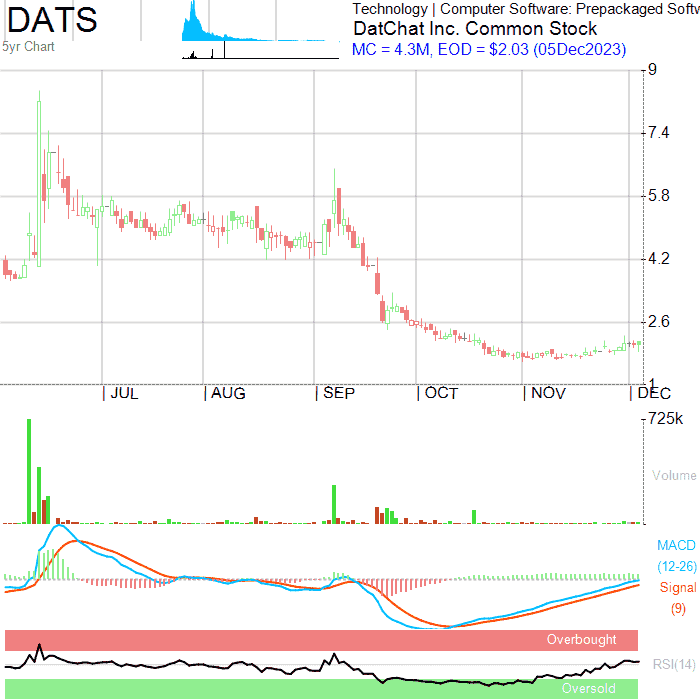 DATS
5yr Chart
Technology | Computer Software: Prepackaged Softw
DatChat Inc. Common Stock
MC = 4.3M, EOD = $2.03 (05Dec2023)
9
7.4
5.8
4.2
2.6
1
JUL AUG SEP OCT NOV DEC
725k
Volume
MACD
(12-26)
Signal
(9)
Overbought
RSI(14)
Oversold